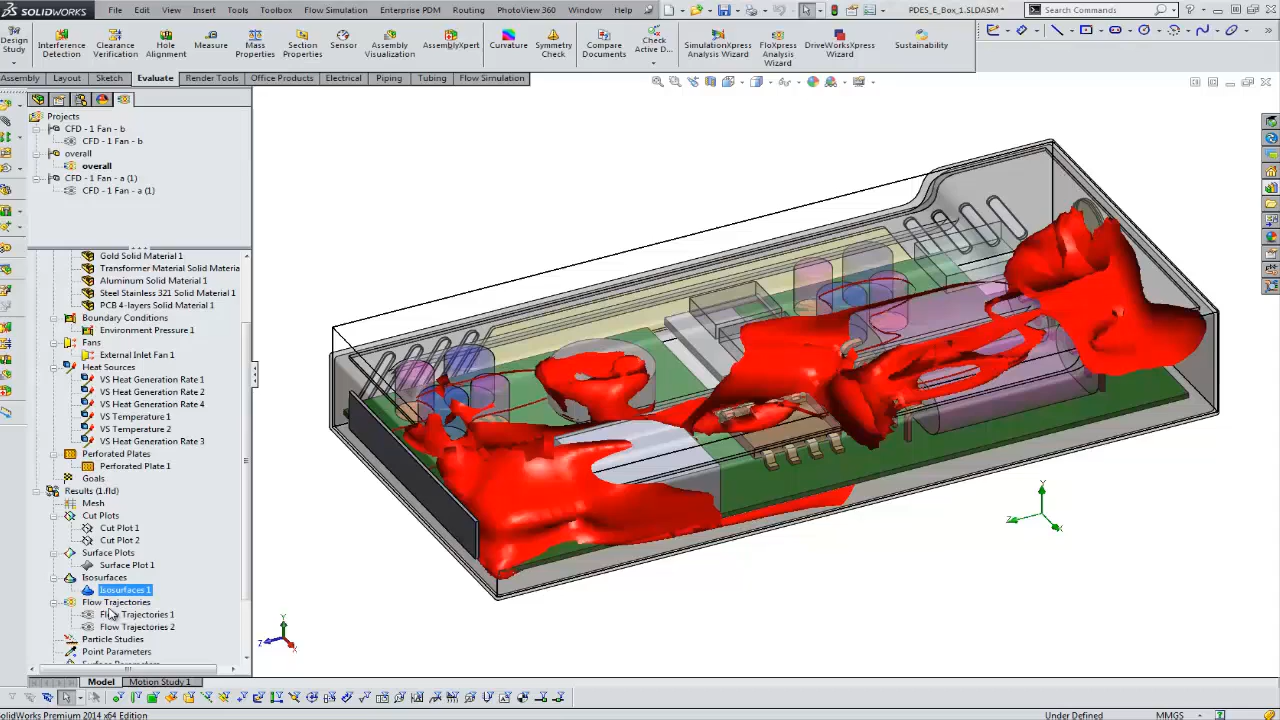 SOLIDWORKS File Edit View Insert Tools Toolbox Flow Simulation Enterprise PDM Routing PhotoView 360 Window Help PDES_E_Box_1.SLDASM * Search Commands
Design Study
Interference Detection
Clearance Verification
Hole Alignment
Measure
Mass Properties
Section Properties
Sensor
Assembly Visualization
AssemblyXpert
Curvature
Symmetry Check
Compare Documents
Check Active D...
SimulationXpress Analysis Wizard
FloXpress Analysis Wizard
DriveWorksXpress Wizard
Sustainability
Assembly Layout Sketch Evaluate Render Tools Office Products Electrical Piping Tubing Flow Simulation
Projects
CFD - 1 Fan - b
CFD - 1 Fan - b
overall
overall
CFD - 1 Fan - a (1)
CFD - 1 Fan - a (1)
Gold Solid Material 1
Transformer Material Solid Materia
Aluminum Solid Material 1
Steel Stainless 321 Solid Material 1
PCB 4-layers Solid Material 1
Boundary Conditions
Environment Pressure 1
Fans
External Inlet Fan 1
Heat Sources
VS Heat Generation Rate 1
VS Heat Generation Rate 2
VS Heat Generation Rate 4
VS Temperature 1
VS Temperature 2
VS Heat Generation Rate 3
Perforated Plates
Perforated Plate 1
Goals
Results (1.fld)
Mesh
Cut Plots
Cut Plot 1
Cut Plot 2
Surface Plots
Surface Plot 1
Isosurfaces
Isosurfaces 1
Flow Trajectories
Flow Trajectories 1
Flow Trajectories 2
Particle Studies
Point Parameters
Y
Z
X
Y
Z
X
Model Motion Study 1
SolidWorks Premium 2014 x64 Edition Under Defined MMGS